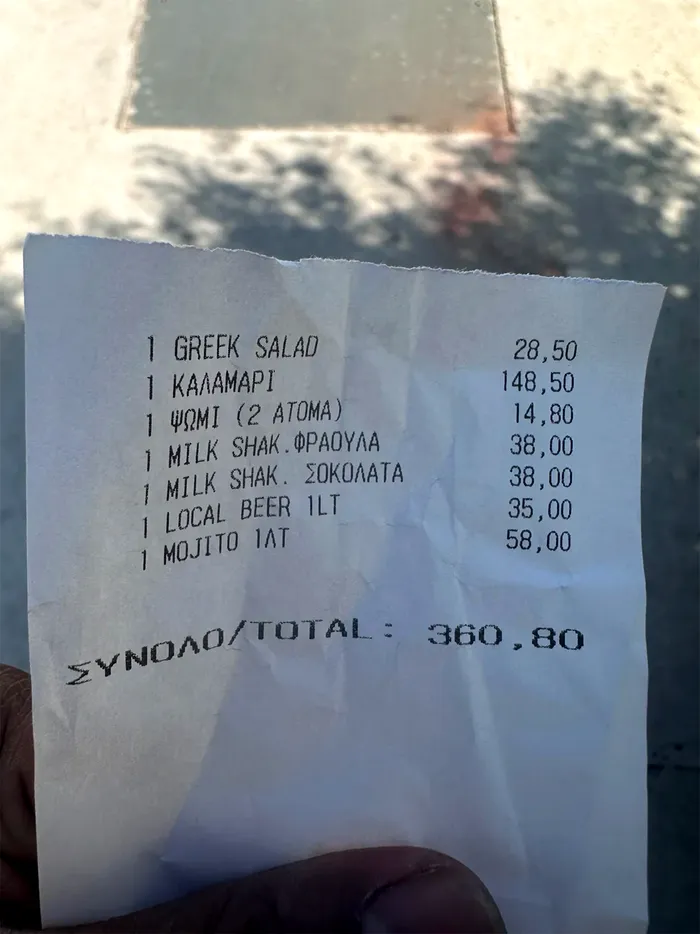 1 GREEK SALAD 28,50
1 ΚΑΛΑΜΑΡΙ 148,50
1 ΨΩΜΙ (2 ΑΤΟΜΑ) 14,80
1 MILK SHAK.ΦΡΑΟΥΛΑ 38,00
1 MILK SHAK. ΣΟΚΟΛΑΤΑ 38,00
1 LOCAL BEER 1LT 35,00
1 MOJITO 1ΛΤ 58,00
ΣΥΝΟΛΟ/TOTAL: 360,80